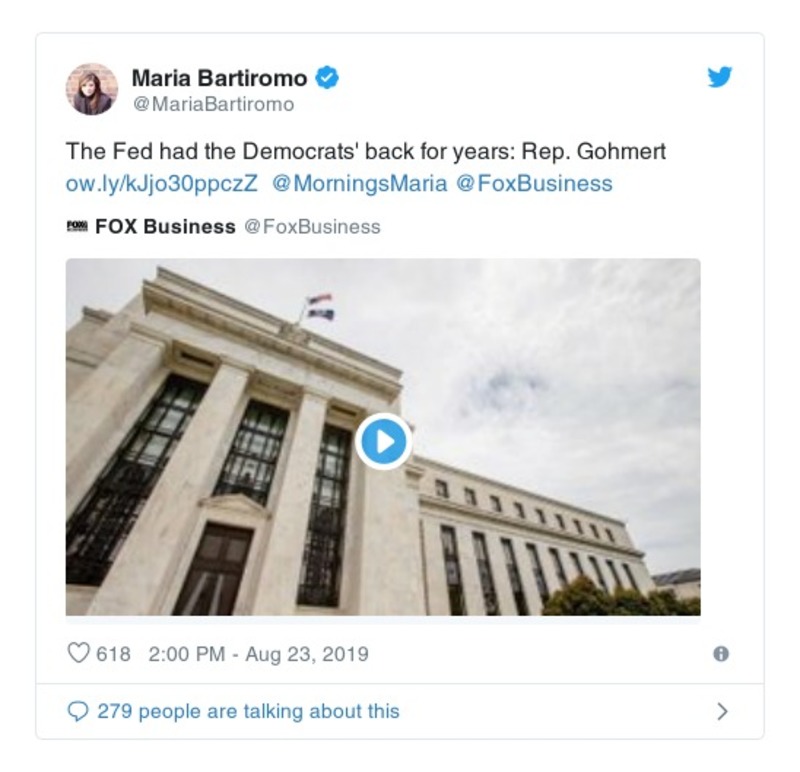 Maria Bartiromo
@MariaBartiromo
The Fed had the Democrats' back for years: Rep. Gohmert
ow.ly/kJjo30ppczZ @MorningsMaria @FoxBusiness
FOX Business @FoxBusiness
618 2:00 PM - Aug 23, 2019
279 people are talking about this